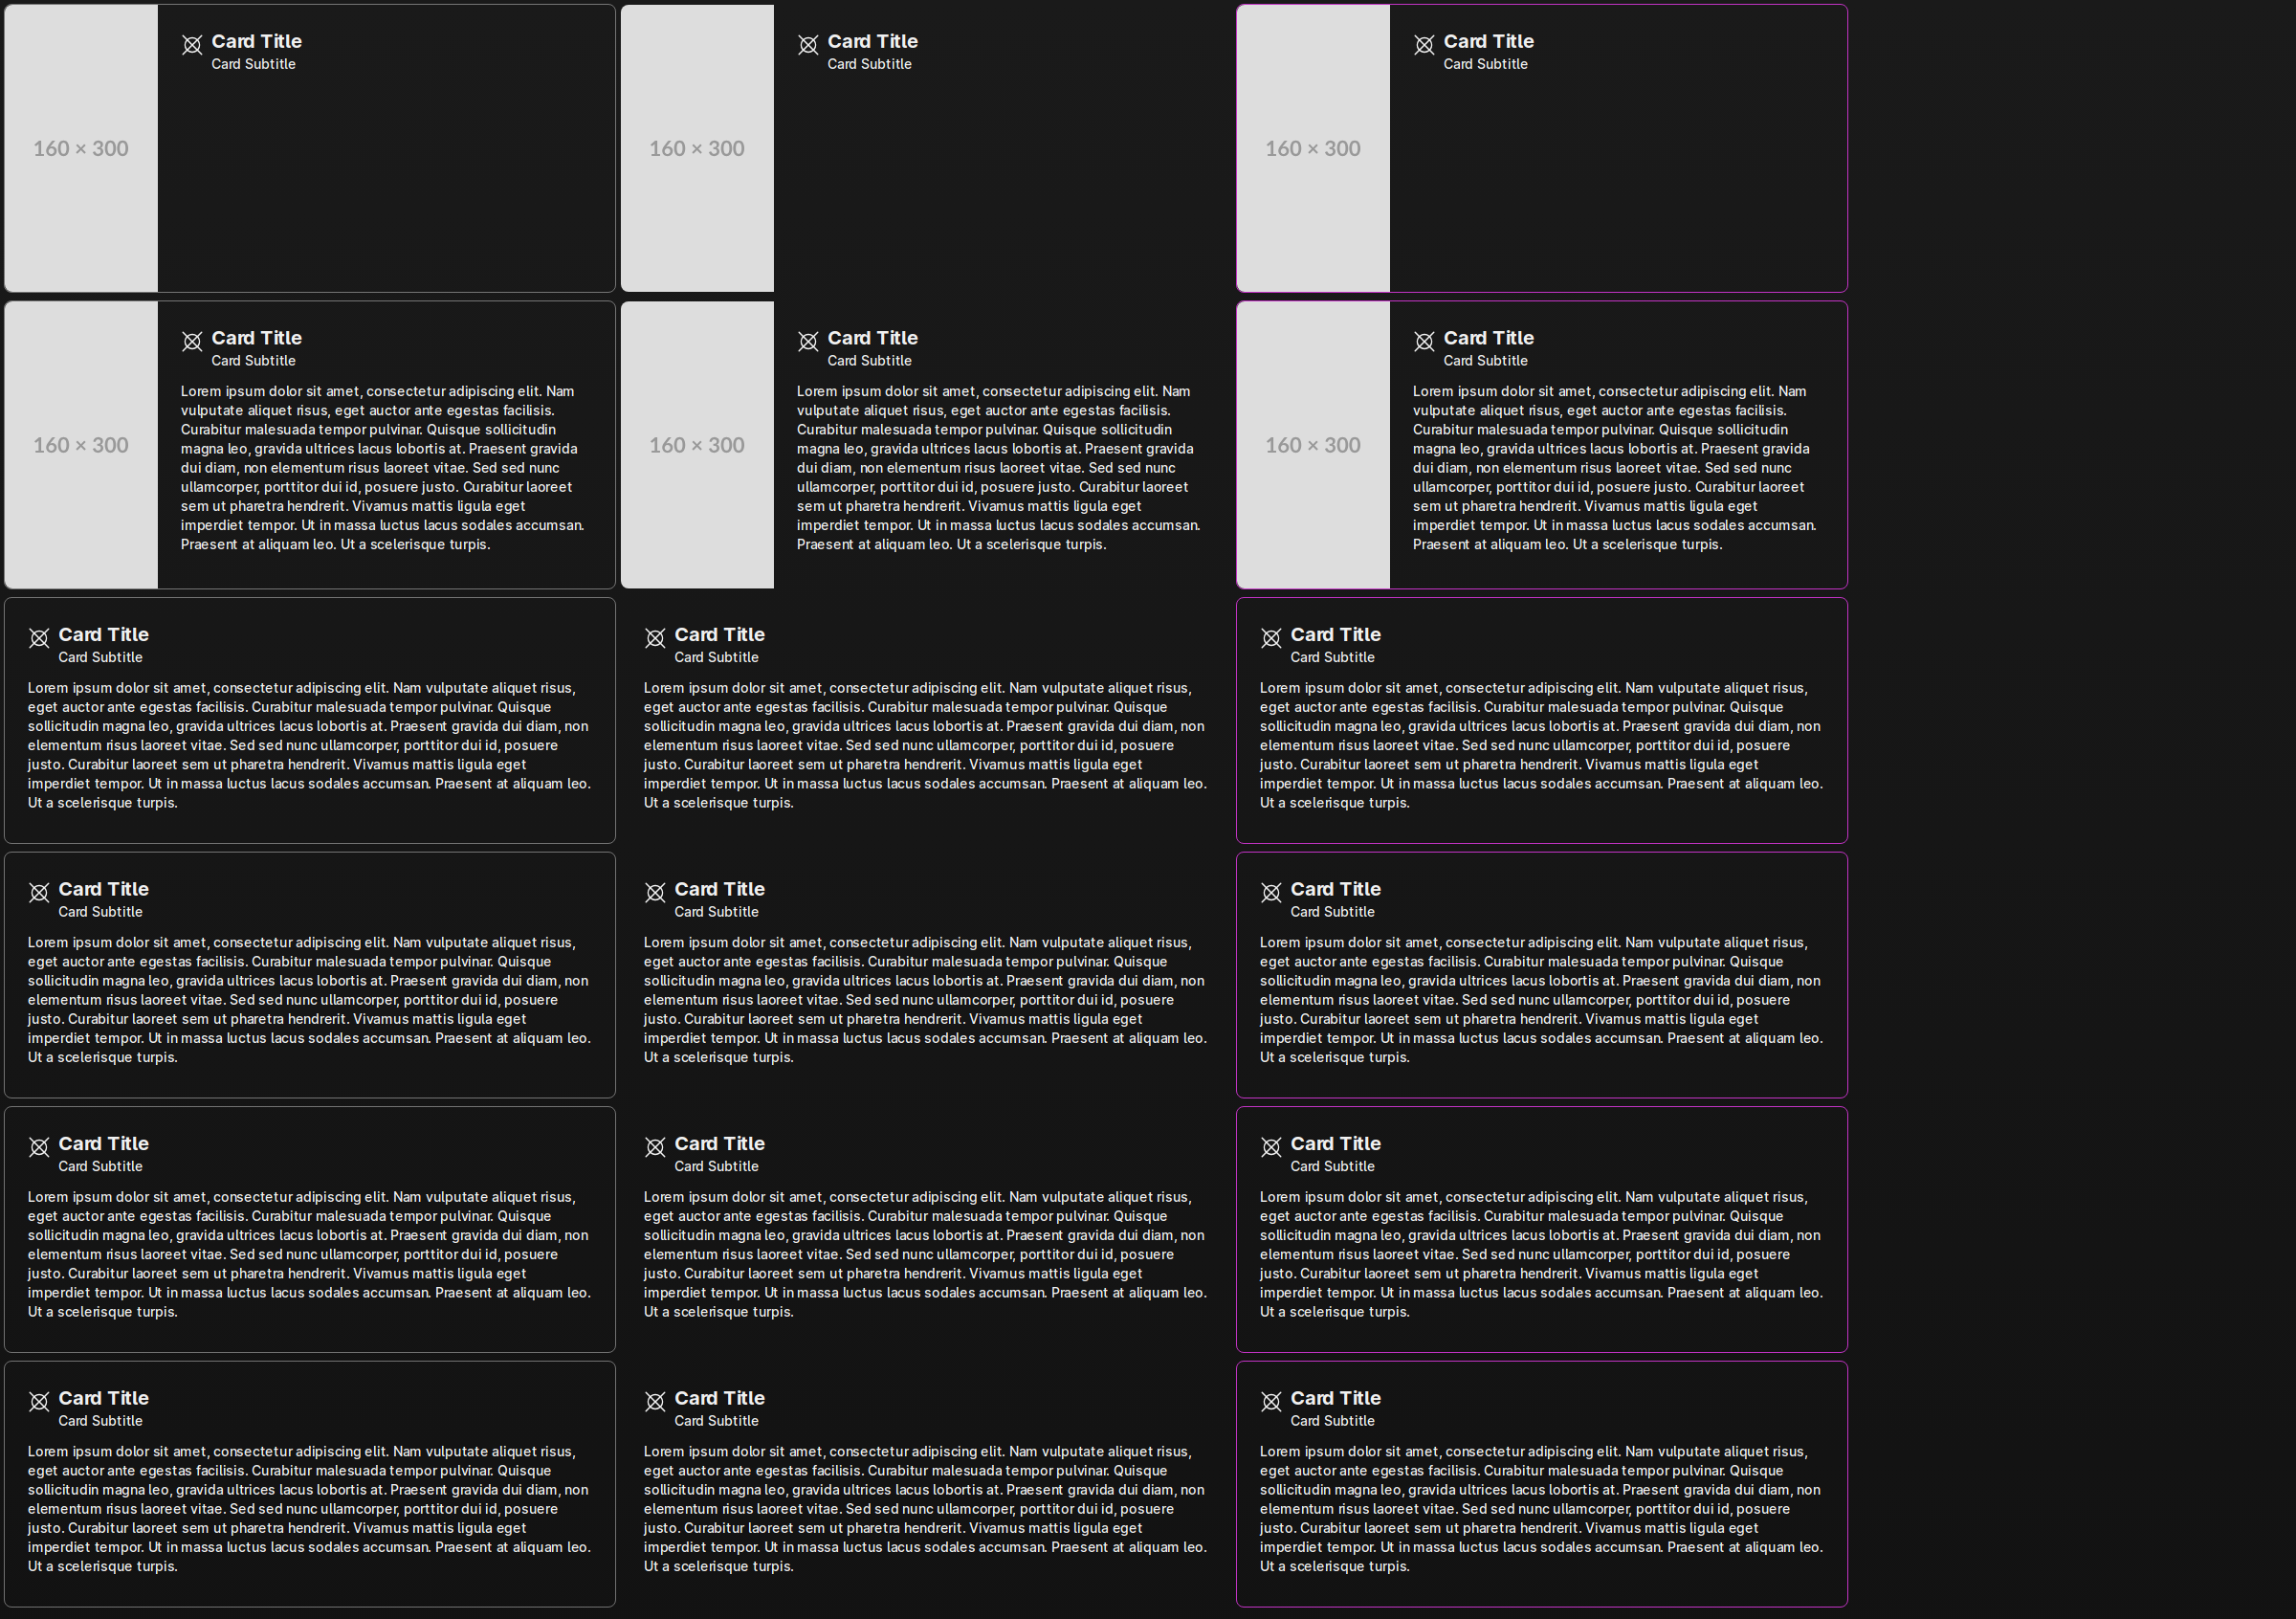 160 × 300
Card Title
Card Subtitle
160 × 300
Card Title
Card Subtitle
160 × 300
Card Title
Card Subtitle
160 × 300
Card Title
Card Subtitle
Lorem ipsum dolor sit amet, consectetur adipiscing elit. Nam
vulputate aliquet risus, eget auctor ante egestas facilisis.
Curabitur malesuada tempor pulvinar. Quisque sollicitudin
magna leo, gravida ultrices lacus lobortis at. Praesent gravida
dui diam, non elementum risus laoreet vitae. Sed sed nunc
ullamcorper, porttitor dui id, posuere justo. Curabitur laoreet
sem ut pharetra hendrerit. Vivamus mattis ligula eget
imperdiet tempor. Ut in massa luctus lacus sodales accumsan.
Praesent at aliquam leo. Ut a scelerisque turpis.
160 × 300
Card Title
Card Subtitle
Lorem ipsum dolor sit amet, consectetur adipiscing elit. Nam
vulputate aliquet risus, eget auctor ante egestas facilisis.
Curabitur malesuada tempor pulvinar. Quisque sollicitudin
magna leo, gravida ultrices lacus lobortis at. Praesent gravida
dui diam, non elementum risus laoreet vitae. Sed sed nunc
ullamcorper, porttitor dui id, posuere justo. Curabitur laoreet
sem ut pharetra hendrerit. Vivamus mattis ligula eget
imperdiet tempor. Ut in massa luctus lacus sodales accumsan.
Praesent at aliquam leo. Ut a scelerisque turpis.
160 × 300
Card Title
Card Subtitle
Lorem ipsum dolor sit amet, consectetur adipiscing elit. Nam
vulputate aliquet risus, eget auctor ante egestas facilisis.
Curabitur malesuada tempor pulvinar. Quisque sollicitudin
magna leo, gravida ultrices lacus lobortis at. Praesent gravida
dui diam, non elementum risus laoreet vitae. Sed sed nunc
ullamcorper, porttitor dui id, posuere justo. Curabitur laoreet
sem ut pharetra hendrerit. Vivamus mattis ligula eget
imperdiet tempor. Ut in massa luctus lacus sodales accumsan.
Praesent at aliquam leo. Ut a scelerisque turpis.
Card Title
Card Subtitle
Lorem ipsum dolor sit amet, consectetur adipiscing elit. Nam vulputate aliquet risus,
eget auctor ante egestas facilisis. Curabitur malesuada tempor pulvinar. Quisque
sollicitudin magna leo, gravida ultrices lacus lobortis at. Praesent gravida dui diam, non
elementum risus laoreet vitae. Sed sed nunc ullamcorper, porttitor dui id, posuere
justo. Curabitur laoreet sem ut pharetra hendrerit. Vivamus mattis ligula eget
imperdiet tempor. Ut in massa luctus lacus sodales accumsan. Praesent at aliquam leo.
Ut a scelerisque turpis.
Card Title
Card Subtitle
Lorem ipsum dolor sit amet, consectetur adipiscing elit. Nam vulputate aliquet risus,
eget auctor ante egestas facilisis. Curabitur malesuada tempor pulvinar. Quisque
sollicitudin magna leo, gravida ultrices lacus lobortis at. Praesent gravida dui diam, non
elementum risus laoreet vitae. Sed sed nunc ullamcorper, porttitor dui id, posuere
justo. Curabitur laoreet sem ut pharetra hendrerit. Vivamus mattis ligula eget
imperdiet tempor. Ut in massa luctus lacus sodales accumsan. Praesent at aliquam leo.
Ut a scelerisque turpis.
Card Title
Card Subtitle
Lorem ipsum dolor sit amet, consectetur adipiscing elit. Nam vulputate aliquet risus,
eget auctor ante egestas facilisis. Curabitur malesuada tempor pulvinar. Quisque
sollicitudin magna leo, gravida ultrices lacus lobortis at. Praesent gravida dui diam, non
elementum risus laoreet vitae. Sed sed nunc ullamcorper, porttitor dui id, posuere
justo. Curabitur laoreet sem ut pharetra hendrerit. Vivamus mattis ligula eget
imperdiet tempor. Ut in massa luctus lacus sodales accumsan. Praesent at aliquam leo.
Ut a scelerisque turpis.
Card Title
Card Subtitle
Lorem ipsum dolor sit amet, consectetur adipiscing elit. Nam vulputate aliquet risus,
eget auctor ante egestas facilisis. Curabitur malesuada tempor pulvinar. Quisque
sollicitudin magna leo, gravida ultrices lacus lobortis at. Praesent gravida dui diam, non
elementum risus laoreet vitae. Sed sed nunc ullamcorper, porttitor dui id, posuere
justo. Curabitur laoreet sem ut pharetra hendrerit. Vivamus mattis ligula eget
imperdiet tempor. Ut in massa luctus lacus sodales accumsan. Praesent at aliquam leo.
Ut a scelerisque turpis.
Card Title
Card Subtitle
Lorem ipsum dolor sit amet, consectetur adipiscing elit. Nam vulputate aliquet risus,
eget auctor ante egestas facilisis. Curabitur malesuada tempor pulvinar. Quisque
sollicitudin magna leo, gravida ultrices lacus lobortis at. Praesent gravida dui diam, non
elementum risus laoreet vitae. Sed sed nunc ullamcorper, porttitor dui id, posuere
justo. Curabitur laoreet sem ut pharetra hendrerit. Vivamus mattis ligula eget
imperdiet tempor. Ut in massa luctus lacus sodales accumsan. Praesent at aliquam leo.
Ut a scelerisque turpis.
Card Title
Card Subtitle
Lorem ipsum dolor sit amet, consectetur adipiscing elit. Nam vulputate aliquet risus,
eget auctor ante egestas facilisis. Curabitur malesuada tempor pulvinar. Quisque
sollicitudin magna leo, gravida ultrices lacus lobortis at. Praesent gravida dui diam, non
elementum risus laoreet vitae. Sed sed nunc ullamcorper, porttitor dui id, posuere
justo. Curabitur laoreet sem ut pharetra hendrerit. Vivamus mattis ligula eget
imperdiet tempor. Ut in massa luctus lacus sodales accumsan. Praesent at aliquam leo.
Ut a scelerisque turpis.
Card Title
Card Subtitle
Lorem ipsum dolor sit amet, consectetur adipiscing elit. Nam vulputate aliquet risus,
eget auctor ante egestas facilisis. Curabitur malesuada tempor pulvinar. Quisque
sollicitudin magna leo, gravida ultrices lacus lobortis at. Praesent gravida dui diam, non
elementum risus laoreet vitae. Sed sed nunc ullamcorper, porttitor dui id, posuere
justo. Curabitur laoreet sem ut pharetra hendrerit. Vivamus mattis ligula eget
imperdiet tempor. Ut in massa luctus lacus sodales accumsan. Praesent at aliquam leo.
Ut a scelerisque turpis.
Card Title
Card Subtitle
Lorem ipsum dolor sit amet, consectetur adipiscing elit. Nam vulputate aliquet risus,
eget auctor ante egestas facilisis. Curabitur malesuada tempor pulvinar. Quisque
sollicitudin magna leo, gravida ultrices lacus lobortis at. Praesent gravida dui diam, non
elementum risus laoreet vitae. Sed sed nunc ullamcorper, porttitor dui id, posuere
justo. Curabitur laoreet sem ut pharetra hendrerit. Vivamus mattis ligula eget
imperdiet tempor. Ut in massa luctus lacus sodales accumsan. Praesent at aliquam leo.
Ut a scelerisque turpis.
Card Title
Card Subtitle
Lorem ipsum dolor sit amet, consectetur adipiscing elit. Nam vulputate aliquet risus,
eget auctor ante egestas facilisis. Curabitur malesuada tempor pulvinar. Quisque
sollicitudin magna leo, gravida ultrices lacus lobortis at. Praesent gravida dui diam, non
elementum risus laoreet vitae. Sed sed nunc ullamcorper, porttitor dui id, posuere
justo. Curabitur laoreet sem ut pharetra hendrerit. Vivamus mattis ligula eget
imperdiet tempor. Ut in massa luctus lacus sodales accumsan. Praesent at aliquam leo.
Ut a scelerisque turpis.
Card Title
Card Subtitle
Lorem ipsum dolor sit amet, consectetur adipiscing elit. Nam vulputate aliquet risus,
eget auctor ante egestas facilisis. Curabitur malesuada tempor pulvinar. Quisque
sollicitudin magna leo, gravida ultrices lacus lobortis at. Praesent gravida dui diam, non
elementum risus laoreet vitae. Sed sed nunc ullamcorper, porttitor dui id, posuere
justo. Curabitur laoreet sem ut pharetra hendrerit. Vivamus mattis ligula eget
imperdiet tempor. Ut in massa luctus lacus sodales accumsan. Praesent at aliquam leo.
Ut a scelerisque turpis.
Card Title
Card Subtitle
Lorem ipsum dolor sit amet, consectetur adipiscing elit. Nam vulputate aliquet risus,
eget auctor ante egestas facilisis. Curabitur malesuada tempor pulvinar. Quisque
sollicitudin magna leo, gravida ultrices lacus lobortis at. Praesent gravida dui diam, non
elementum risus laoreet vitae. Sed sed nunc ullamcorper, porttitor dui id, posuere
justo. Curabitur laoreet sem ut pharetra hendrerit. Vivamus mattis ligula eget
imperdiet tempor. Ut in massa luctus lacus sodales accumsan. Praesent at aliquam leo.
Ut a scelerisque turpis.
Card Title
Card Subtitle
Lorem ipsum dolor sit amet, consectetur adipiscing elit. Nam vulputate aliquet risus,
eget auctor ante egestas facilisis. Curabitur malesuada tempor pulvinar. Quisque
sollicitudin magna leo, gravida ultrices lacus lobortis at. Praesent gravida dui diam, non
elementum risus laoreet vitae. Sed sed nunc ullamcorper, porttitor dui id, posuere
justo. Curabitur laoreet sem ut pharetra hendrerit. Vivamus mattis ligula eget
imperdiet tempor. Ut in massa luctus lacus sodales accumsan. Praesent at aliquam leo.
Ut a scelerisque turpis.